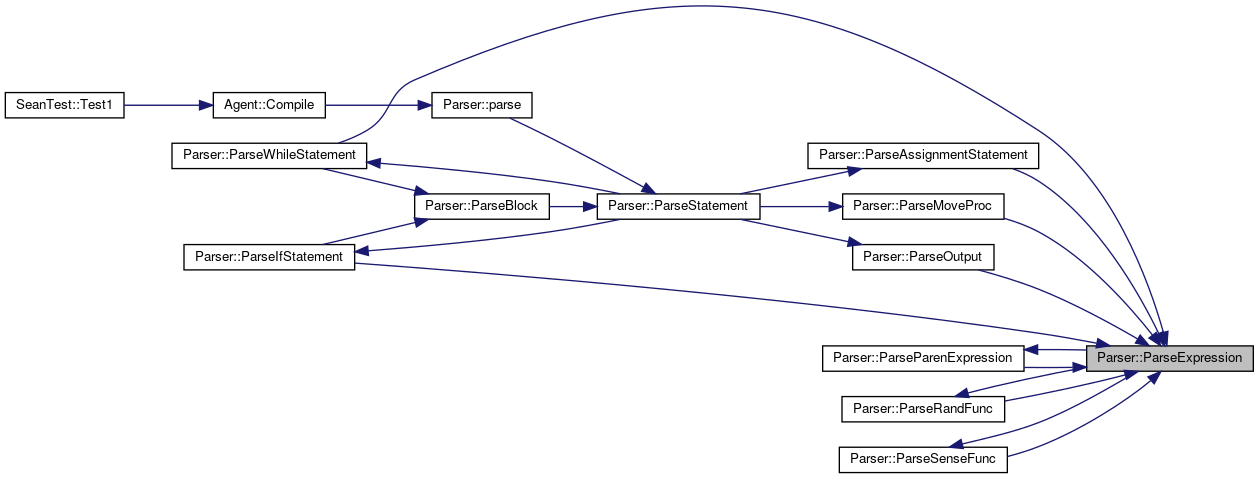 SeanTest::Test1
Agent::Compile
Parser::parse
Parser::ParseWhileStatement
Parser::ParseAssignmentStatement
Parser::ParseBlock
Parser::ParseStatement
Parser::ParseMoveProc
Parser::ParseIfStatement
Parser::ParseOutput
Parser::ParseParenExpression
Parser::ParseExpression
Parser::ParseRandFunc
Parser::ParseSenseFunc